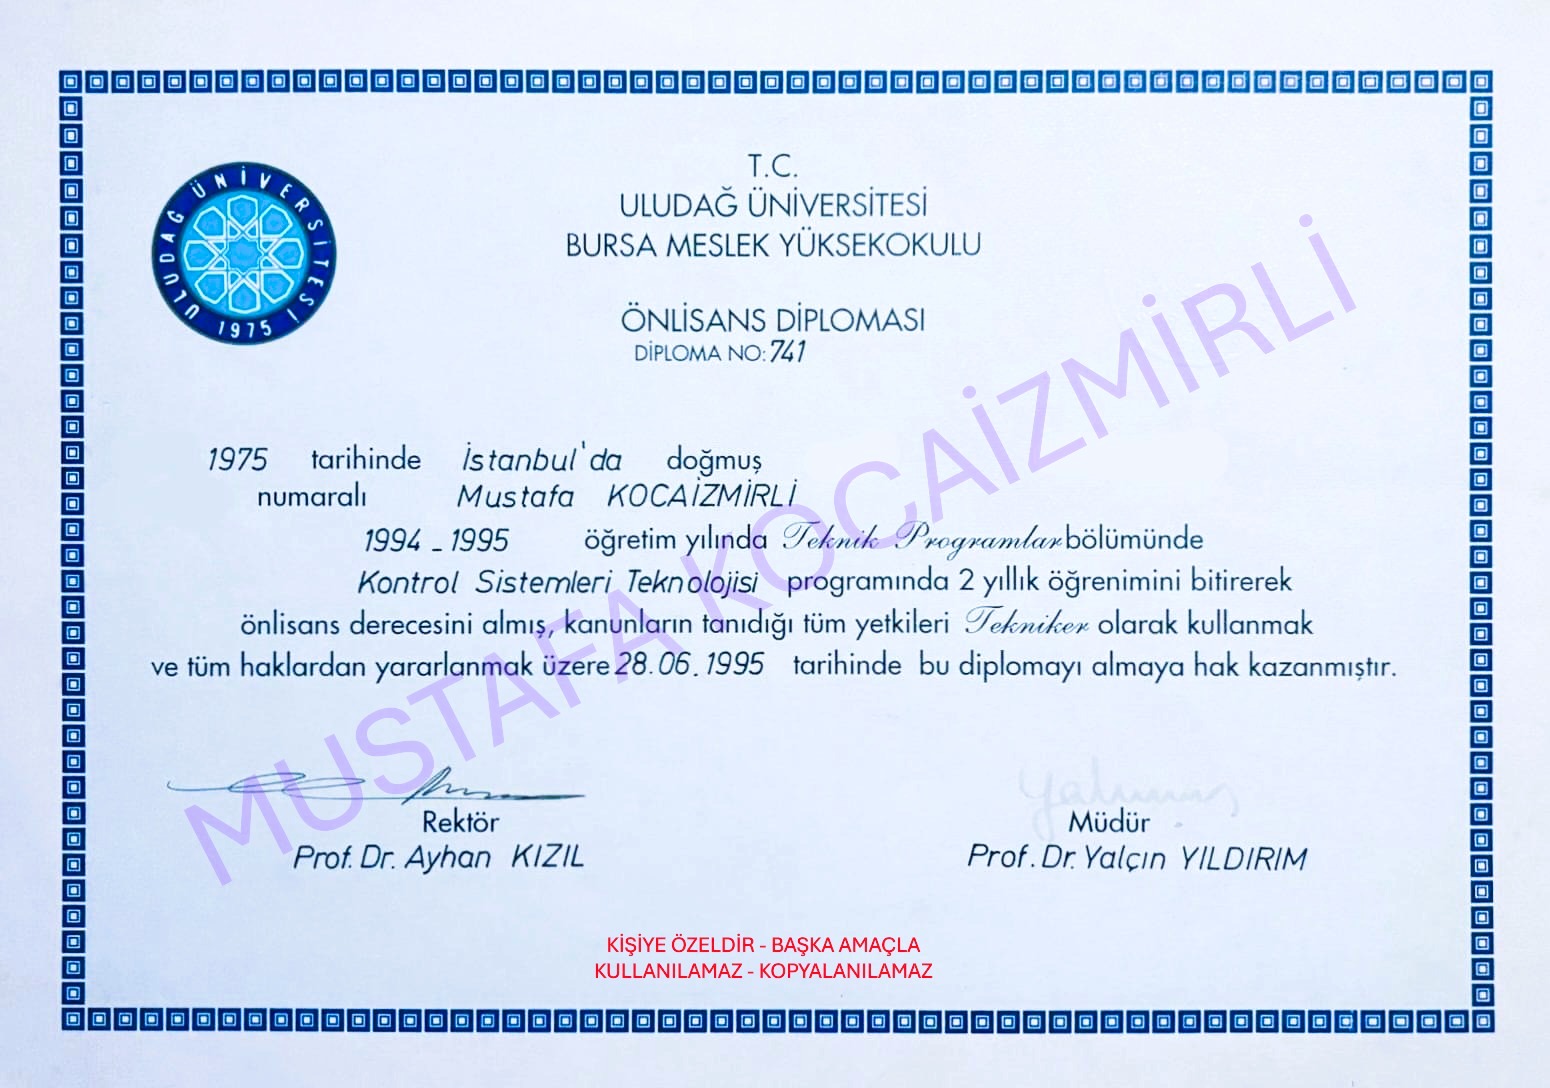 ULUDAĞ ÜNİVERSİTESİ
1975
T.C.
ULUDAĞ ÜNİVERSİTESİ
BURSA MESLEK YÜKSEKOKULU
ÖNLİSANS DİPLOMASI
DİPLOMA NO: 741
1975 tarihinde İstanbul'da doğmuş
numaralı Mustafa KOCAİZMİRLİ
1994_1995 öğretim yılında Teknik Programlar bölümünde
Kontrol Sistemleri Teknolojisi programında 2 yıllık öğrenimini bitirerek
önlisans derecesini almış, kanunların tanıdığı tüm yetkileri Tekniker olarak kullanmak
ve tüm haklardan yararlanmak üzere 28.06.1995 tarihinde bu diplomayı almaya hak kazanmıştır.
MUSTAFA KOCAİZMİRLİ
Rektör
Prof. Dr. Ayhan KIZIL
Müdür
Prof. Dr. Yalçın YILDIRIM
KİŞİYE ÖZELDİR - BAŞKA AMAÇLA
KULLANILAMAZ - KOPYALANILAMAZ